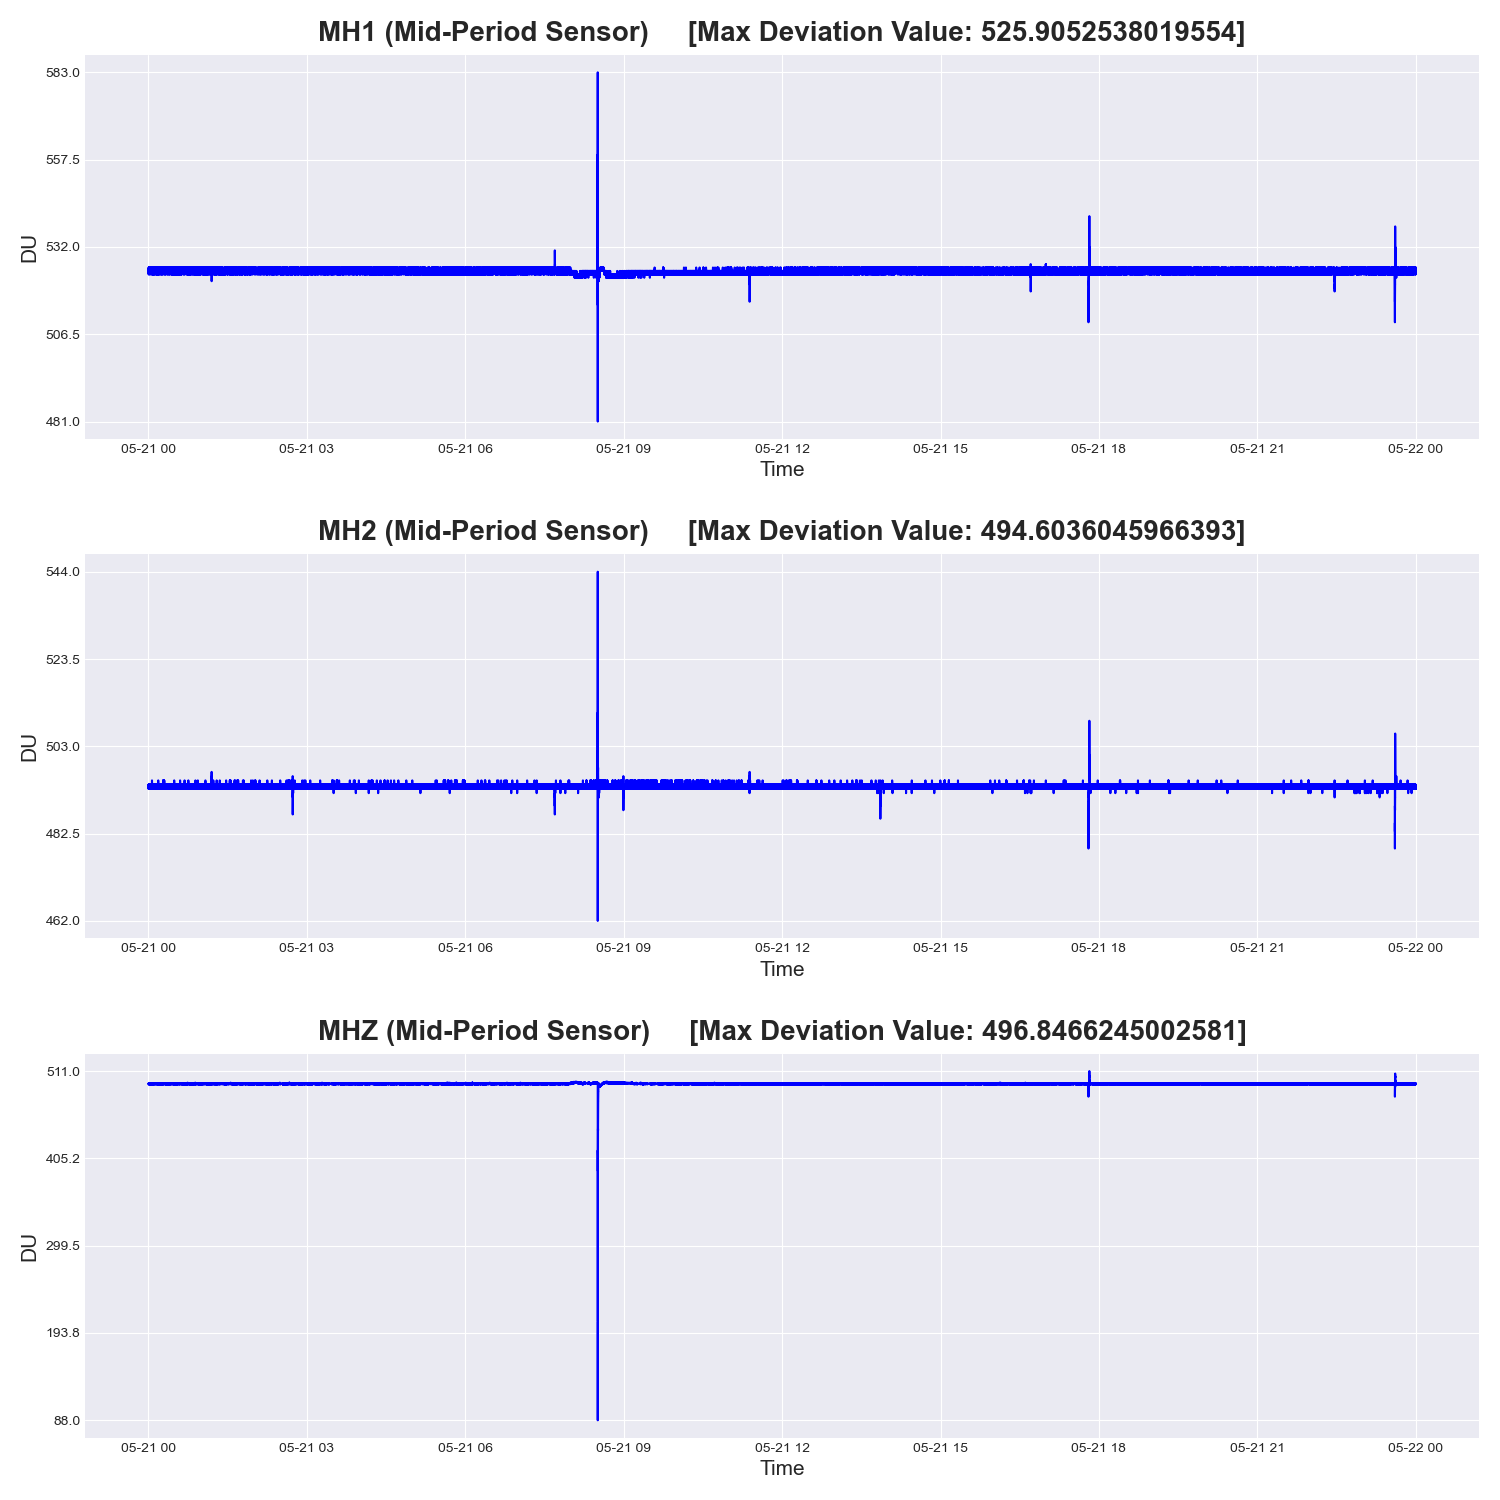 MH1 (Mid-Period Sensor) [Max Deviation Value: 525.9052538019554]
583.0
557.5
532.0
506.5
481.0
DU
05-21 00 05-21 03 05-21 06 05-21 09 05-21 12 05-21 15 05-21 18 05-21 21 05-22 00
Time
MH2 (Mid-Period Sensor) [Max Deviation Value: 494.6036045966393]
544.0
523.5
503.0
482.5
462.0
DU
05-21 00 05-21 03 05-21 06 05-21 09 05-21 12 05-21 15 05-21 18 05-21 21 05-22 00
Time
MHZ (Mid-Period Sensor) [Max Deviation Value: 496.8466245002581]
511.0
405.2
299.5
193.8
88.0
DU
05-21 00 05-21 03 05-21 06 05-21 09 05-21 12 05-21 15 05-21 18 05-21 21 05-22 00
Time